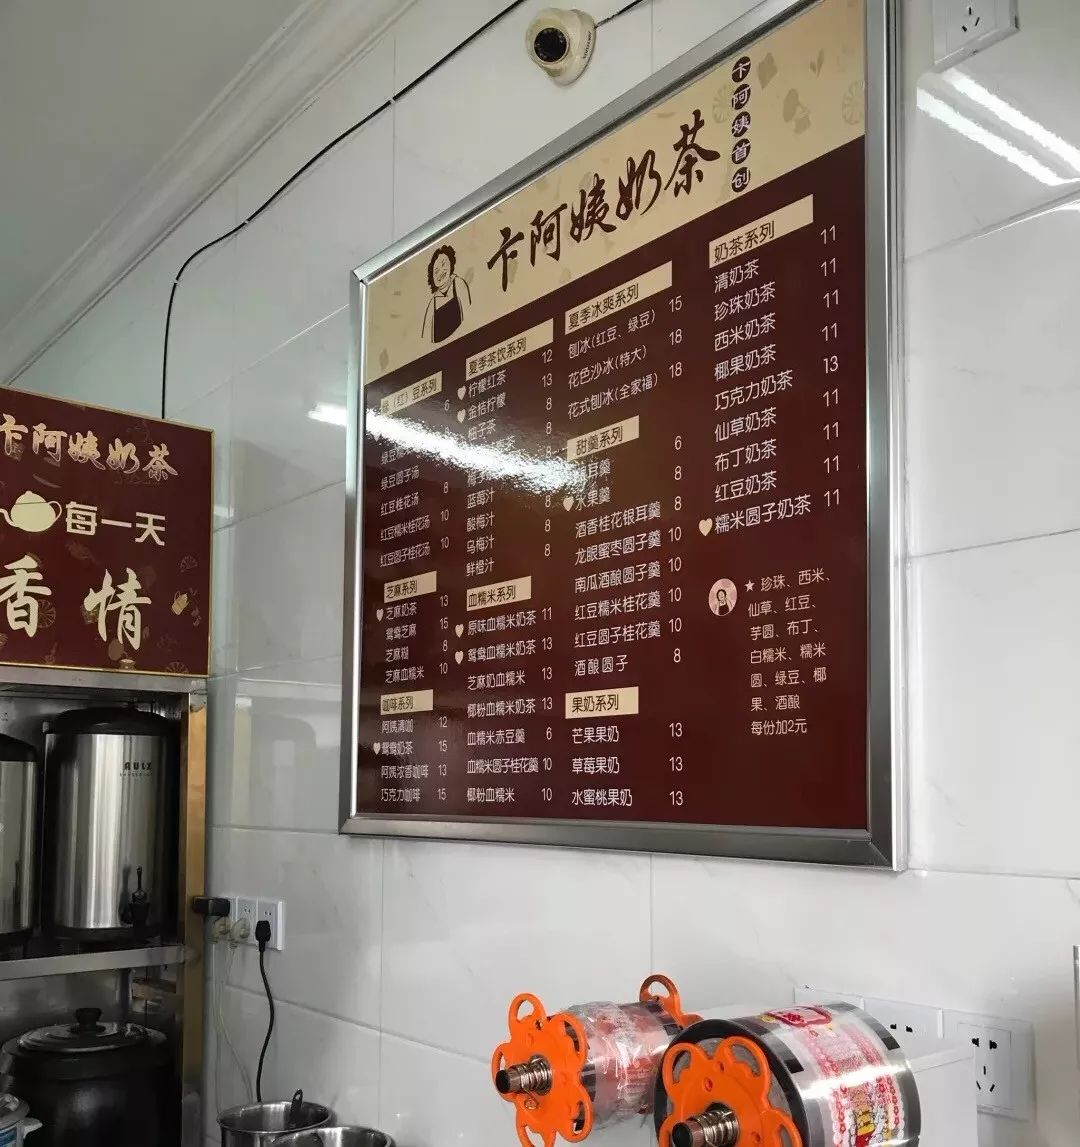 卞阿姨奶茶
每一天
香 情
AULX
卞阿姨首创
卞阿姨奶茶
(红)豆系列
6
绿豆圆子汤
红豆桂花汤 8
红豆糯米桂花汤 10
红豆圆子桂花汤 10
芝麻系列
芝麻奶茶 13
鸳鸯芝麻 15
芝麻糊 8
芝麻血糯米 10
咖啡系列
阿姨清咖 12
鸳鸯奶茶 15
阿姨浓香咖啡 13
巧克力咖啡 15
夏季茶饮系列
柠檬红茶 12
金桔柠檬 13
柚子茶 8
8
蓝莓汁 8
酸梅汁 8
乌梅汁 8
鲜橙汁 8
血糯米系列
原味血糯米奶茶 11
鸳鸯血糯米奶茶 13
芝麻奶血糯米 13
椰粉血糯米奶茶 13
血糯米赤豆羹 6
血糯米圆子桂花羹 10
椰粉血糯米 10
夏季冰爽系列
刨冰(红豆、绿豆) 15
花色沙冰(特大) 18
花式刨冰(全家福) 18
甜羹系列
耳羹 6
水果羹 8
酒香桂花银耳羹 8
龙眼蜜枣圆子羹 10
南瓜酒酿圆子羹 10
红豆糯米桂花羹 10
红豆圆子桂花羹 10
酒酿圆子 8
果奶系列
芒果果奶 13
草莓果奶 13
水蜜桃果奶 13
奶茶系列
清奶茶 11
珍珠奶茶 11
西米奶茶 11
椰果奶茶 11
巧克力奶茶 13
仙草奶茶 11
布丁奶茶 11
红豆奶茶 11
糯米圆子奶茶 11
★ 珍珠、西米、
仙草、红豆、
芋圆、布丁、
白糯米、糯米
圆、绿豆、椰
果、酒酿
每份加2元